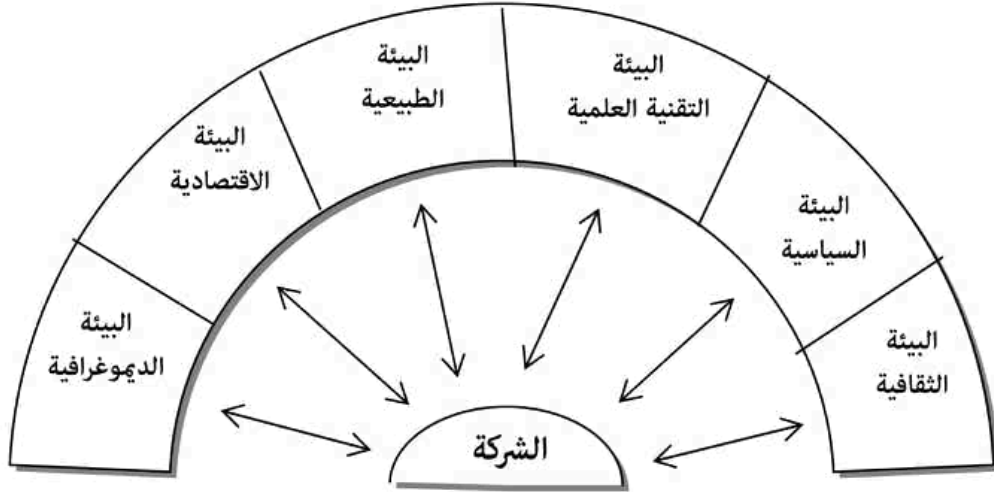 البيئة
الثقافية
البيئة
السياسية
البيئة
التقنية العلمية
البيئة
الطبيعية
البيئة
الاقتصادية
البيئة
الديموغرافية
الشركة